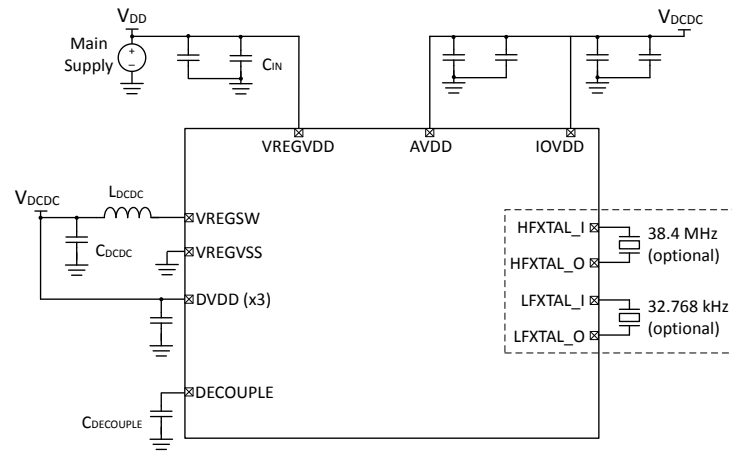 VDD
VDCDC
Main
Supply
+
−
CIN
VREGVDD
AVDD
IOVDD
VDCDC
LDCDC
VREGSW
CDCDC
VREGVSS
DVDD (x3)
DECOUPLE
CDECOUPLE
HFXTAL_I
38.4 MHz
(optional)
HFXTAL_O
LFXTAL_I
32.768 kHz
(optional)
LFXTAL_O